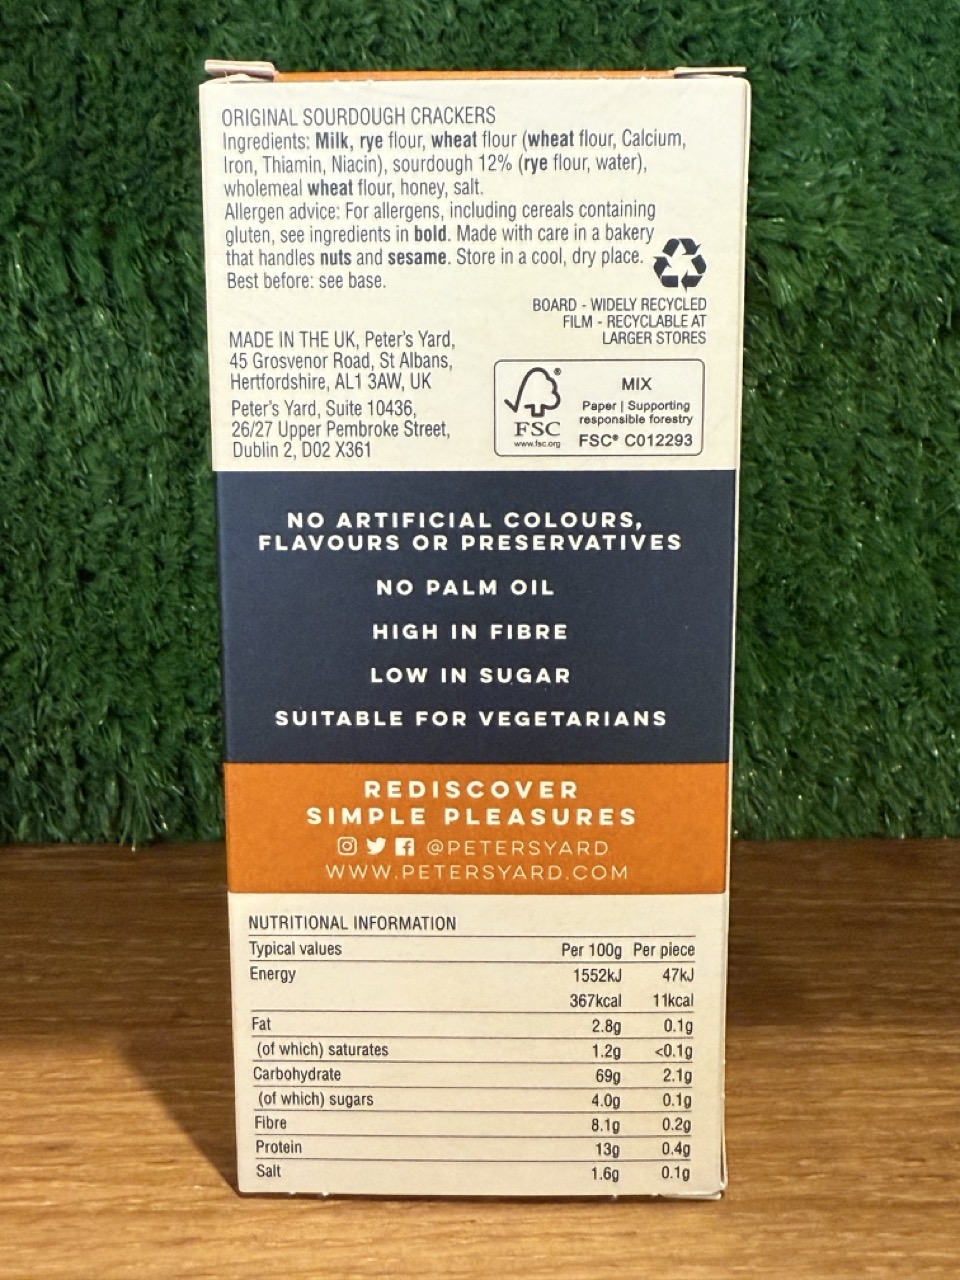 ORIGINAL SOURDOUGH CRACKERS
Ingredients: Milk, rye flour, wheat flour (wheat flour, Calcium,
Iron, Thiamin, Niacin), sourdough 12% (rye flour, water),
wholemeal wheat flour, honey, salt.
Allergen advice: For allergens, including cereals containing
gluten, see ingredients in bold. Made with care in a bakery
that handles nuts and sesame. Store in a cool, dry place.
Best before: see base.
BOARD - WIDELY RECYCLED
FILM - RECYCLABLE AT
LARGER STORES
MADE IN THE UK, Peter's Yard,
45 Grosvenor Road, St Albans,
Hertfordshire, AL1 3AW, UK
Peter's Yard, Suite 10436,
26/27 Upper Pembroke Street,
Dublin 2, D02 X361
FSC
www.fsc.org
MIX
Paper | Supporting
responsible forestry
FSC® C012293
NO ARTIFICIAL COLOURS,
FLAVOURS OR PRESERVATIVES
NO PALM OIL
HIGH IN FIBRE
LOW IN SUGAR
SUITABLE FOR VEGETARIANS
REDISCOVER
SIMPLE PLEASURES
@PETERSYARD
WWW.PETERSYARD.COM
NUTRITIONAL INFORMATION
Typical values Per 100g Per piece
Energy 1552kJ 47kJ
367kcal 11kcal
Fat 2.8g 0.1g
(of which) saturates 1.2g <0.1g
Carbohydrate 69g 2.1g
(of which) sugars 4.0g 0.1g
Fibre 8.1g 0.2g
Protein 13g 0.4g
Salt 1.6g 0.1g